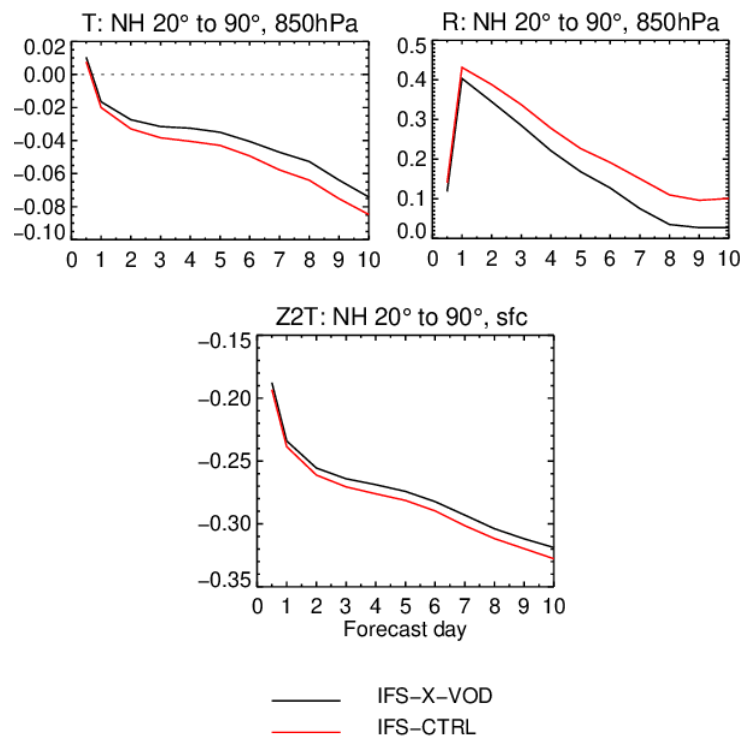 T: NH 20° to 90°, 850hPa
0.02
0.00
−0.02
−0.04
−0.06
−0.08
−0.10
0 1 2 3 4 5 6 7 8 9 10
R: NH 20° to 90°, 850hPa
0.5
0.4
0.3
0.2
0.1
0.0
0 1 2 3 4 5 6 7 8 9 10
Z2T: NH 20° to 90°, sfc
−0.15
−0.20
−0.25
−0.30
−0.35
0 1 2 3 4 5 6 7 8 9 10
Forecast day
IFS−X−VOD
IFS−CTRL